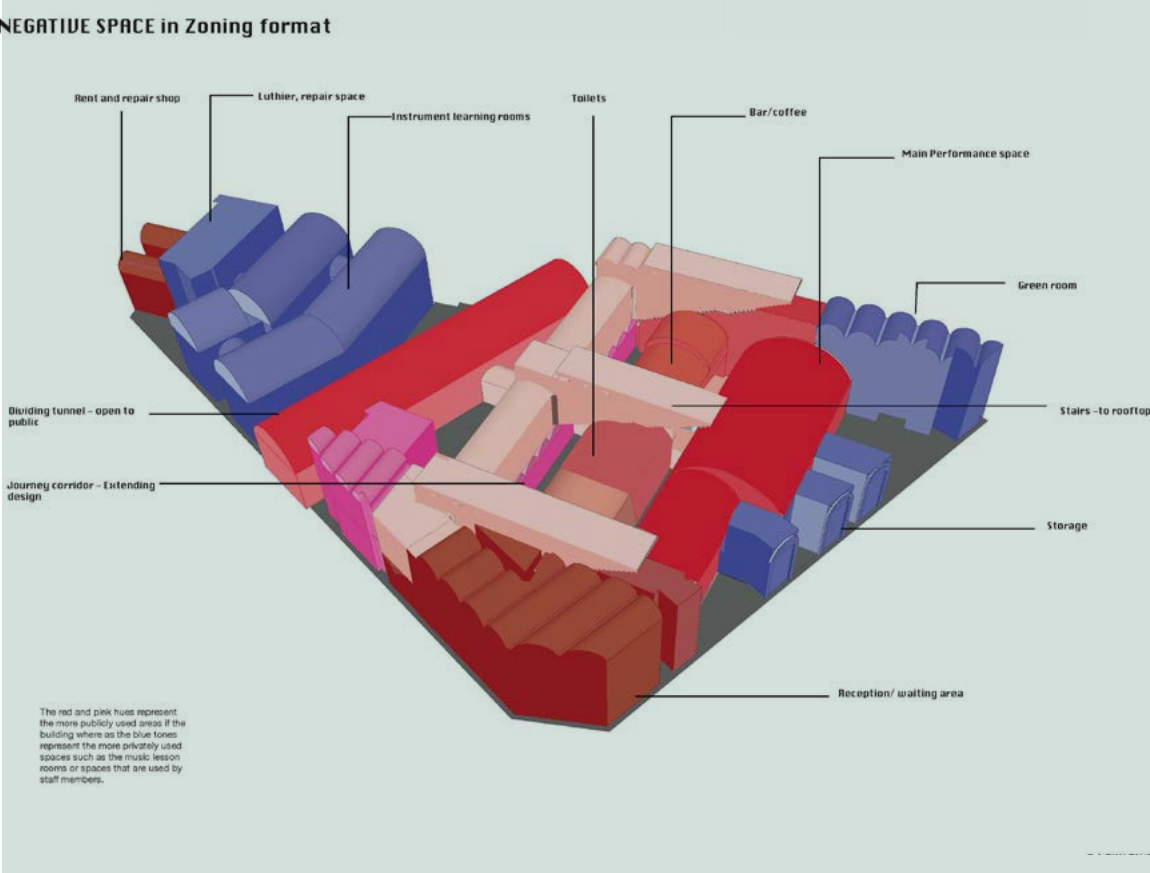 NEGATIVE SPACE in Zoning format
Rent and repair shop
Luthier, repair space
Instrument learning rooms
Toilets
Bar/coffee
Main Performance space
Green room
Dividing tunnel - open to
public
Stairs -to rooftop
Journey corridor - Extending
design
Storage
Reception/ waiting area
The red and pink hues represent
the more publicly used areas if the
building where as the blue tones
represent the more privately used
spaces such as the music lesson
rooms or spaces that are used by
staff members.